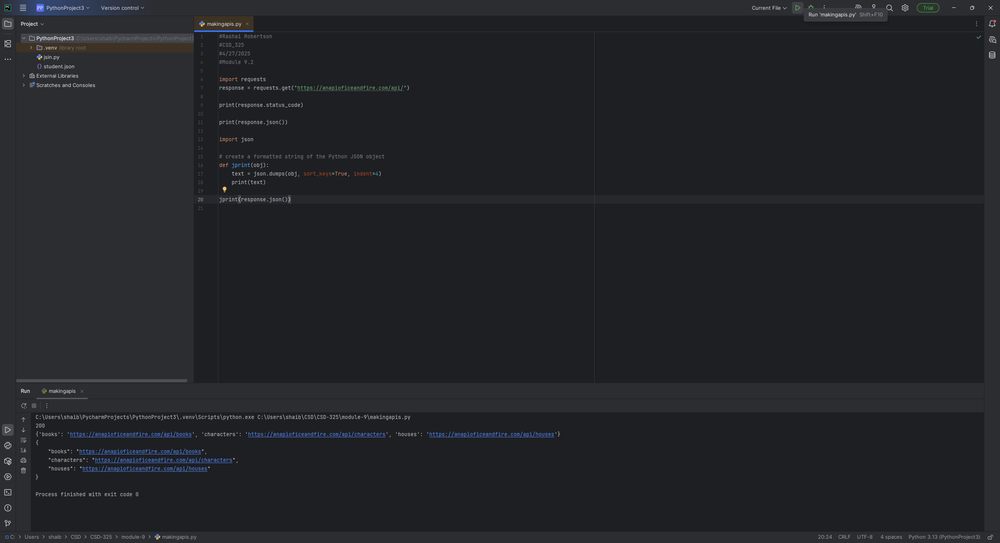 PC PP PythonProject3 Version control Current File Trial
Run 'makingapis.py' Shift+F10
Project
makingapis.py
PythonProject3 C:\Users\shaib\PycharmProjects\PythonProject3
.venv library root
jsin.py
student.json
External Libraries
Scratches and Consoles
1 #Rashai Robertson
2 #CSD_325
3 #4/27/2025
4 #Module 9.2
5
6 import requests
7 response = requests.get("https://anapioficeandfire.com/api/")
8
9 print(response.status_code)
10
11 print(response.json())
12
13 import json
14
15 # create a formatted string of the Python JSON object
16 def jprint(obj):
17     text = json.dumps(obj, sort_keys=True, indent=4)
18     print(text)
19
20 jprint(response.json())
21
Run makingapis
C:\Users\shaib\PycharmProjects\PythonProject3\.venv\Scripts\python.exe C:\Users\shaib\CSD\CSD-325\module-9\makingapis.py
200
{'books': 'https://anapioficeandfire.com/api/books', 'characters': 'https://anapioficeandfire.com/api/characters', 'houses': 'https://anapioficeandfire.com/api/houses'}
{
    "books": "https://anapioficeandfire.com/api/books",
    "characters": "https://anapioficeandfire.com/api/characters",
    "houses": "https://anapioficeandfire.com/api/houses"
}
Process finished with exit code 0
C: > Users > shaib > CSD > CSD-325 > module-9 > makingapis.py 20:24 CRLF UTF-8 4 spaces Python 3.13 (PythonProject3)